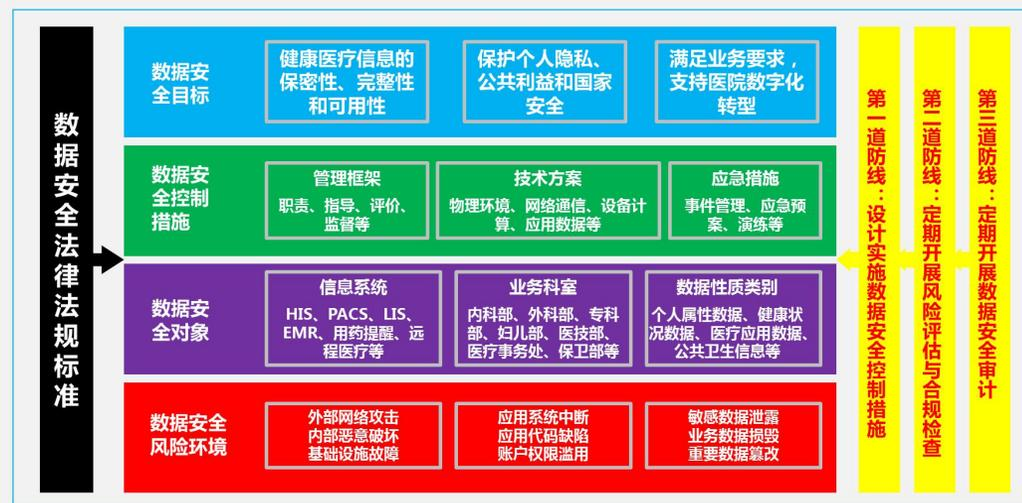 数据安全法律法规标准
数据安
全目标
健康医疗信息的
保密性、完整性
和可用性
保护个人隐私、
公共利益和国家
安全
满足业务要求，
支持医院数字化
转型
数据安
全控制
措施
管理框架
职责、指导、评价、
监督等
技术方案
物理环境、网络通信、设备计
算、应用数据等
应急措施
事件管理、应急预
案、演练等
数据安
全对象
信息系统
HIS、PACS、LIS、
EMR、用药提醒、远
程医疗等
业务科室
内科部、外科部、专科
部、妇儿部、医技部、
医疗事务处、保卫部等
数据性质类别
个人属性数据、健康状
况数据、医疗应用数据、
公共卫生信息等
数据安全
风险环境
外部网络攻击
内部恶意破坏
基础设施故障
应用系统中断
应用代码缺陷
账户权限滥用
敏感数据泄露
业务数据损毁
重要数据篡改
第一道防线：设计实施数据安全控制措施
第二道防线：定期开展风险评估与合规检查
第三道防线：定期开展数据安全审计